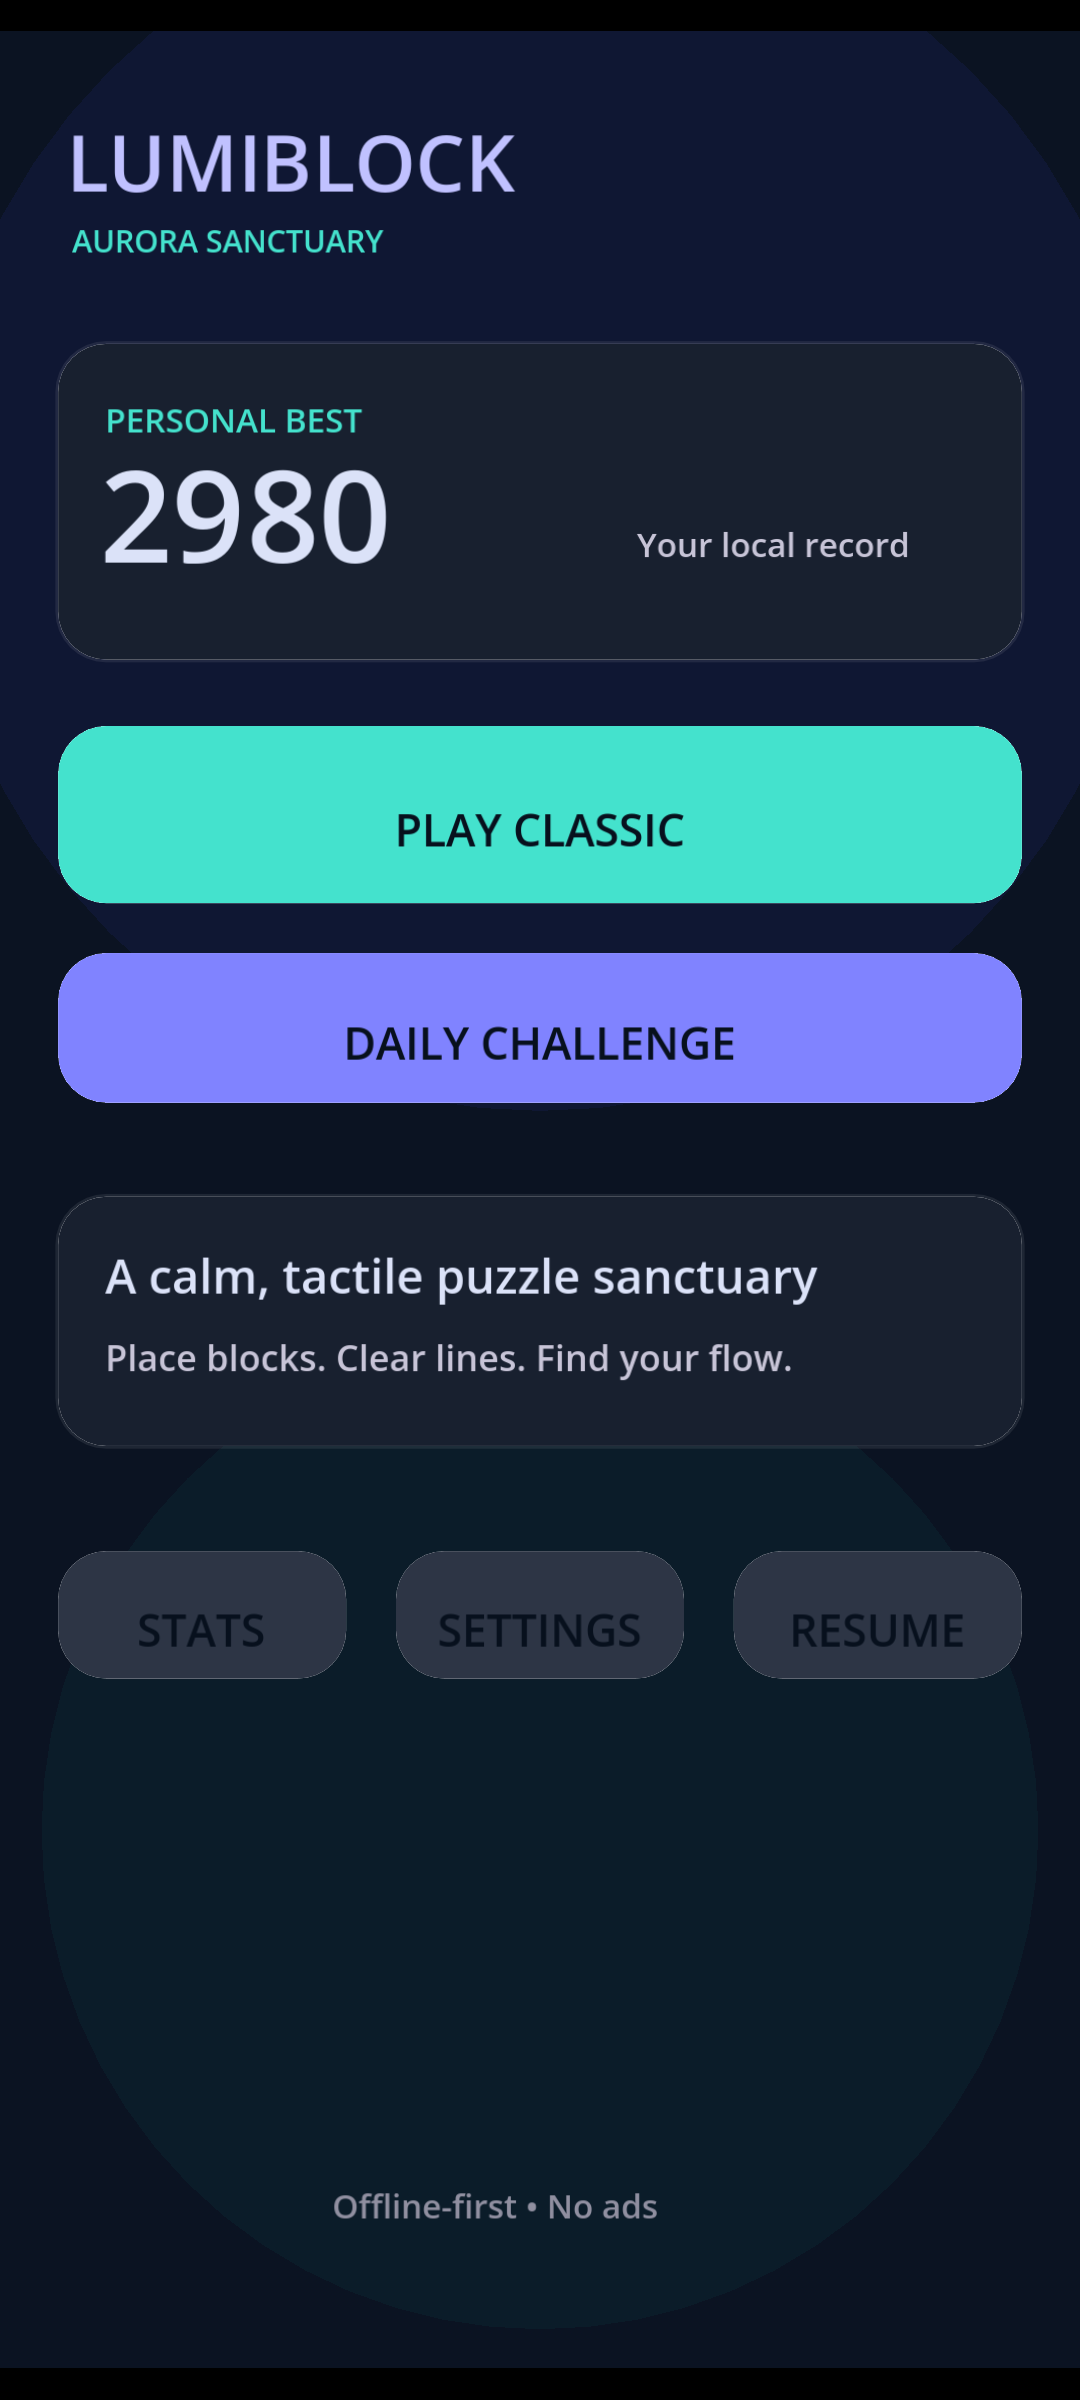 LUMIBLOCK
AURORA SANCTUARY
PERSONAL BEST
2980
Your local record
PLAY CLASSIC
DAILY CHALLENGE
A calm, tactile puzzle sanctuary
Place blocks. Clear lines. Find your flow.
STATS
SETTINGS
RESUME
Offline-first • No ads